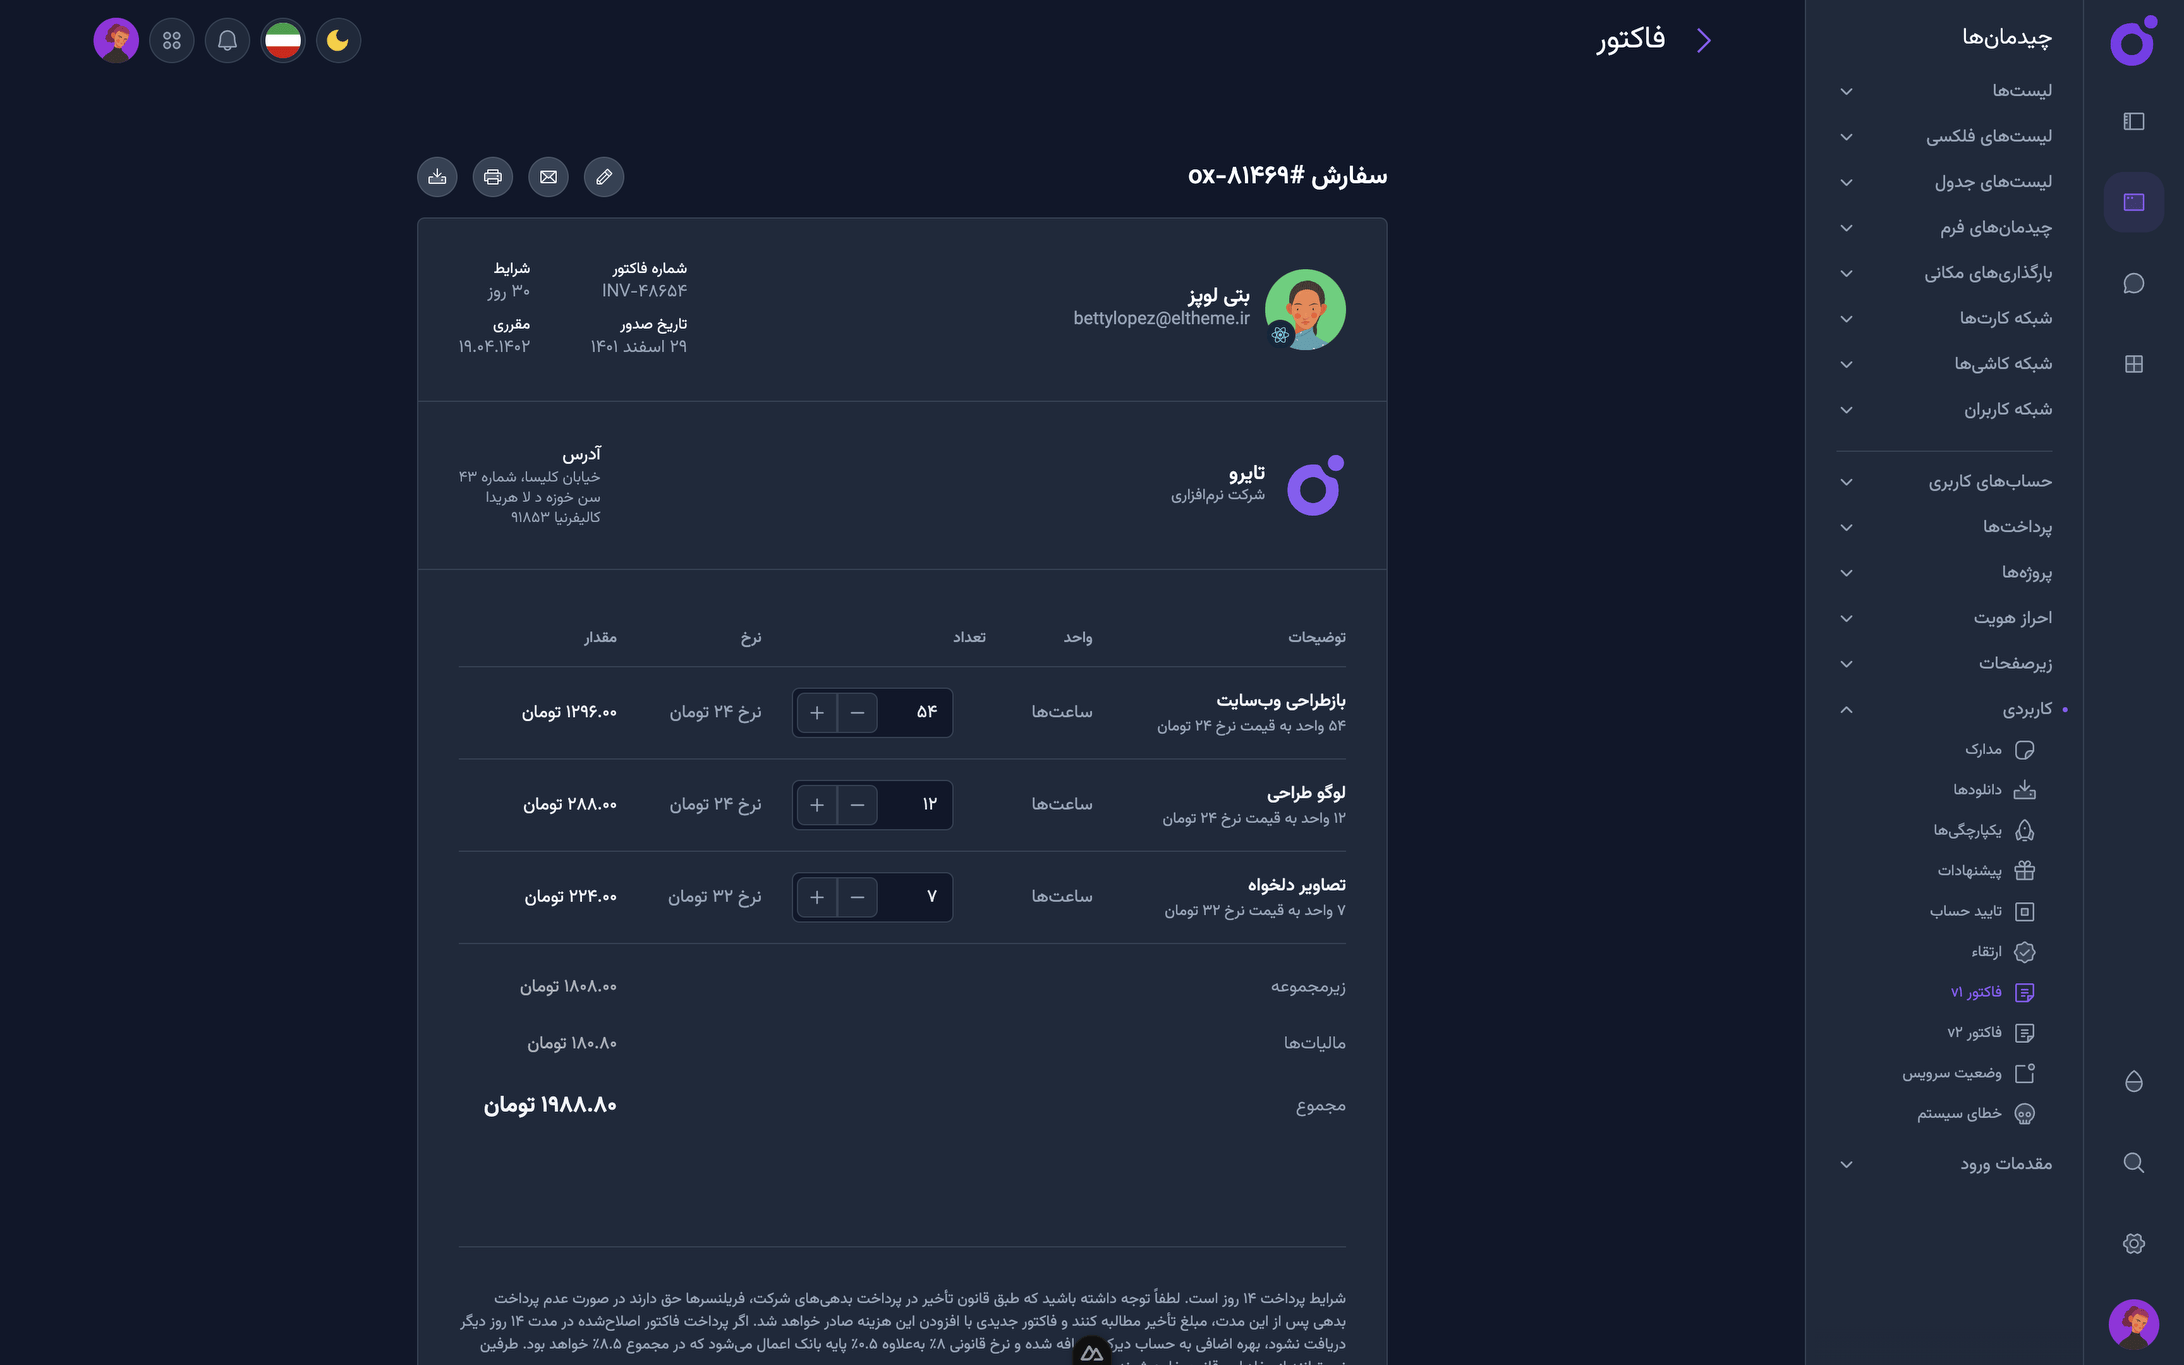 چیدمان‌ها
لیست‌ها
لیست‌های فلکسی
لیست‌های جدول
چیدمان‌های فرم
بارگذاری‌های مکانی
شبکه کارت‌ها
شبکه کاشی‌ها
شبکه کاربران
حساب‌های کاربری
پرداخت‌ها
پروژه‌ها
احراز هویت
زیرصفحات
کاربردی
مدارک
دانلودها
یکپارچگی‌ها
پیشنهادات
تایید حساب
ارتقاء
فاکتور ۷۱
فاکتور ۷۲
وضعیت سرویس
خطای سیستم
مقدمات ورود
فاکتور
سفارش #ox-۸۱۴۶۹
بتی لوپز
bettylopez@eltheme.ir
شماره فاکتور
INV-۴۸۶۵۴
شرایط
۳۰ روز
تاریخ صدور
۲۹ اسفند ۱۴۰۱
مقرری
۱۹.۰۴.۱۴۰۲
تایرو
شرکت نرم‌افزاری
آدرس
خیابان کلیسا، شماره ۴۳
سن خوزه د لا هریدا
کالیفرنیا ۹۱۸۵۳
توضیحات واحد تعداد نرخ مقدار
بازطراحی وب‌سایت
۵۴ واحد به قیمت نرخ ۲۴ تومان
ساعت‌ها ۵۴ نرخ ۲۴ تومان ۱۲۹۶.۰۰ تومان
لوگو طراحی
۱۲ واحد به قیمت نرخ ۲۴ تومان
ساعت‌ها ۱۲ نرخ ۲۴ تومان ۲۸۸.۰۰ تومان
تصاویر دلخواه
۷ واحد به قیمت نرخ ۳۲ تومان
ساعت‌ها ۷ نرخ ۳۲ تومان ۲۲۴.۰۰ تومان
زیرمجموعه ۱۸۰۸.۰۰ تومان
مالیات‌ها ۱۸۰.۸۰ تومان
مجموع ۱۹۸۸.۸۰ تومان
شرایط پرداخت ۱۴ روز است. لطفاً توجه داشته باشید که طبق قانون تأخیر در پرداخت بدهی‌های شرکت، فریلنسرها حق دارند در صورت عدم پرداخت
بدهی پس از این مدت، مبلغ تأخیر مطالبه کنند و فاکتور جدیدی با افزودن این هزینه صادر خواهد شد. اگر پرداخت فاکتور اصلاح‌شده در مدت ۱۴ روز دیگر
دریافت نشود، بهره اضافی به حساب شده و نرخ قانونی ۸٪ به‌علاوه ۰.۵٪ پایه بانک اعمال می‌شود که در مجموع ۸.۵٪ خواهد بود. طرفین